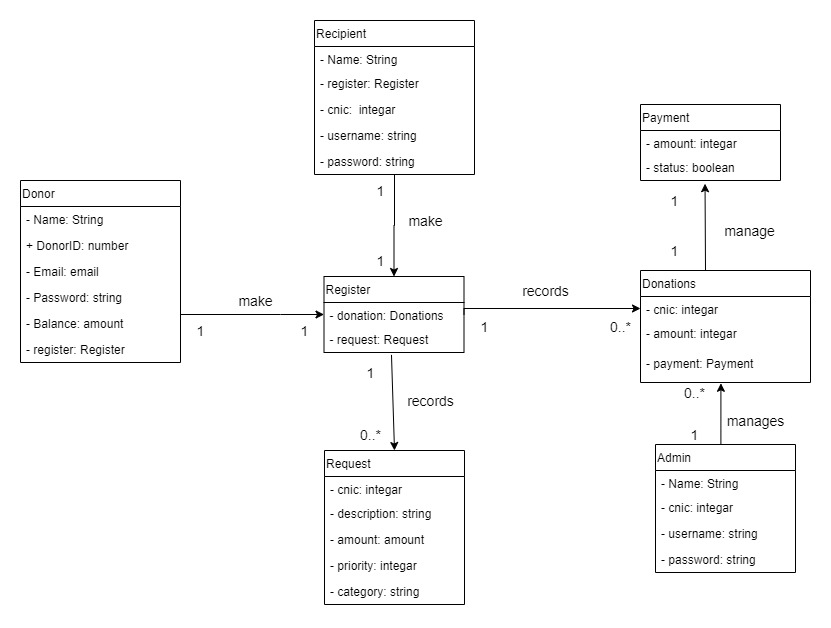 Recipient
- Name: String
- register: Register
- cnic:  integar
- username: string
- password: string
1
make
1
Donor
- Name: String
+ DonorID: number
- Email: email
- Password: string
- Balance: amount
- register: Register
make
1
1
Register
- donation: Donations
- request: Request
records
1
0..*
1
records
0..*
Request
- cnic: integar
- description: string
- amount: amount
- priority: integar
- category: string
Payment
- amount: integar
- status: boolean
1
manage
1
Donations
- cnic: integar
- amount: integar
- payment: Payment
0..*
manages
1
Admin
- Name: String
- cnic: integar
- username: string
- password: string